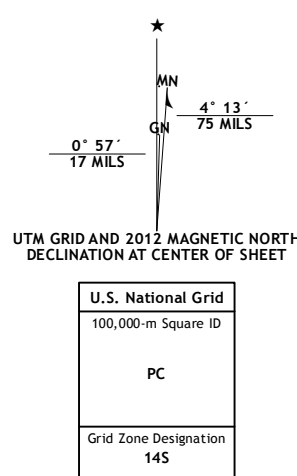 ★
MN
4° 13´
75 MILS
GN
0° 57´
17 MILS
UTM GRID AND 2012 MAGNETIC NORTH
DECLINATION AT CENTER OF SHEET
U.S. National Grid
100,000-m Square ID
PC
Grid Zone Designation
14S